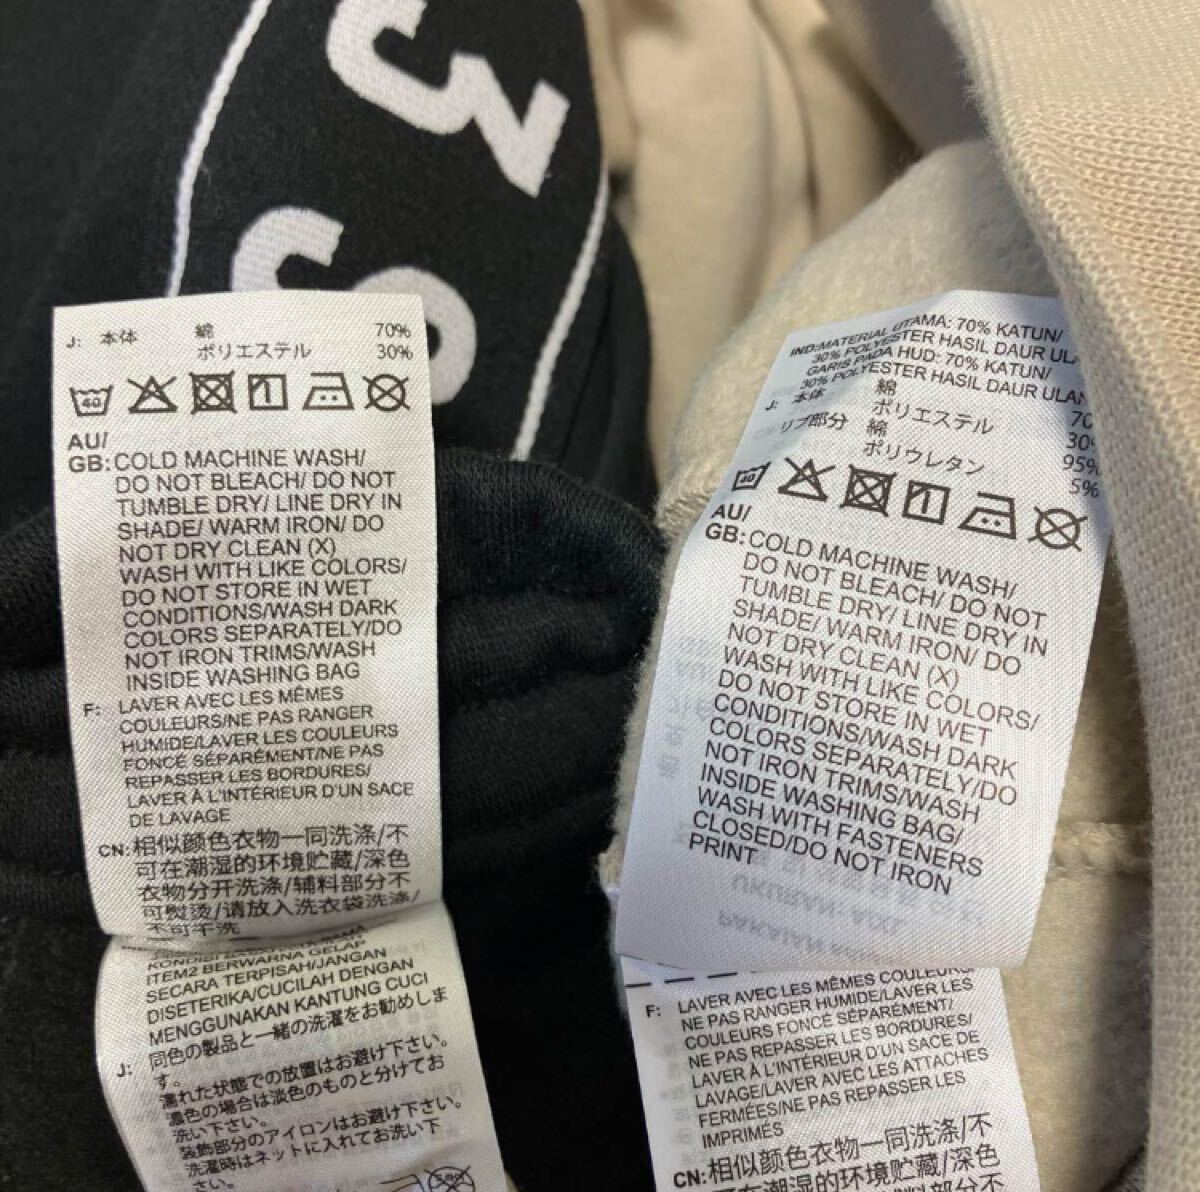 J: 本体 綿 70%
ポリエステル 30%
40
AU/
GB: COLD MACHINE WASH/
DO NOT BLEACH/ DO NOT
TUMBLE DRY/ LINE DRY IN
SHADE/ WARM IRON/ DO
NOT DRY CLEAN (X)
WASH WITH LIKE COLORS/
DO NOT STORE IN WET
CONDITIONS/WASH DARK
COLORS SEPARATELY/DO
NOT IRON TRIMS/WASH
INSIDE WASHING BAG
F: LAVER AVEC LES MÊMES
COULEURS/NE PAS RANGER
HUMIDE/LAVER LES COULEURS
FONCÉ SÉPARÉMENT/NE PAS
REPASSER LES BORDURES/
LAVER À L'INTÉRIEUR D'UN SACE
DE LAVAGE
CN: 相似颜色衣物一同洗涤/不
可在潮湿的环境贮藏/深色
衣物分开洗涤/辅料部分不
可熨烫/请放入洗衣袋洗涤/
不可干洗
ITEM2 BERWARNA GELAP
SECARA TERPISAH/JANGAN
DISETERIKA/CUCILAH DENGAN
MENGGUNAKAN KANTUNG CUCI
J: 同色の製品と一緒の洗濯をお勧めしま
す。
濡れた状態での放置はお避け下さい。
濃色の場合は淡色のものと分けてお
洗い下さい。
装飾部分のアイロンはお避け下さい。
洗濯時はネットに入れてお洗い下
さい。
IND: MATERIAL UTAMA: 70% KATUN/
30% POLYESTER HASIL DAUR
GARIS PADA HUD: 70% KATUN/
30% POLYESTER HASIL DAUR
J: 本体 綿
ポリエステル
リブ部分 綿 95%
ポリウレタン 5%
40
AU/
GB: COLD MACHINE WASH/
DO NOT BLEACH/ DO NOT
TUMBLE DRY/ LINE DRY IN
SHADE/ WARM IRON/ DO
NOT DRY CLEAN (X)
WASH WITH LIKE COLORS/
DO NOT STORE IN WET
CONDITIONS/WASH DARK
COLORS SEPARATELY/DO
NOT IRON TRIMS/WASH
INSIDE WASHING BAG/
WASH WITH FASTENERS
CLOSED/DO NOT IRON
PRINT
F: LAVER AVEC LES MÊMES COULEURS/
NE PAS RANGER HUMIDE/LAVER LES
COULEURS FONCÉ SÉPARÉMENT/
NE PAS REPASSER LES BORDURES/
LAVER À L'INTÉRIEUR D'UN SACE DE
LAVAGE/LAVER AVEC LES ATTACHES
FERMÉES/NE PAS REPASSER LES
IMPRIMÉS
CN: 相似颜色衣物一同洗涤/不
可在潮湿的环境贮藏/深色